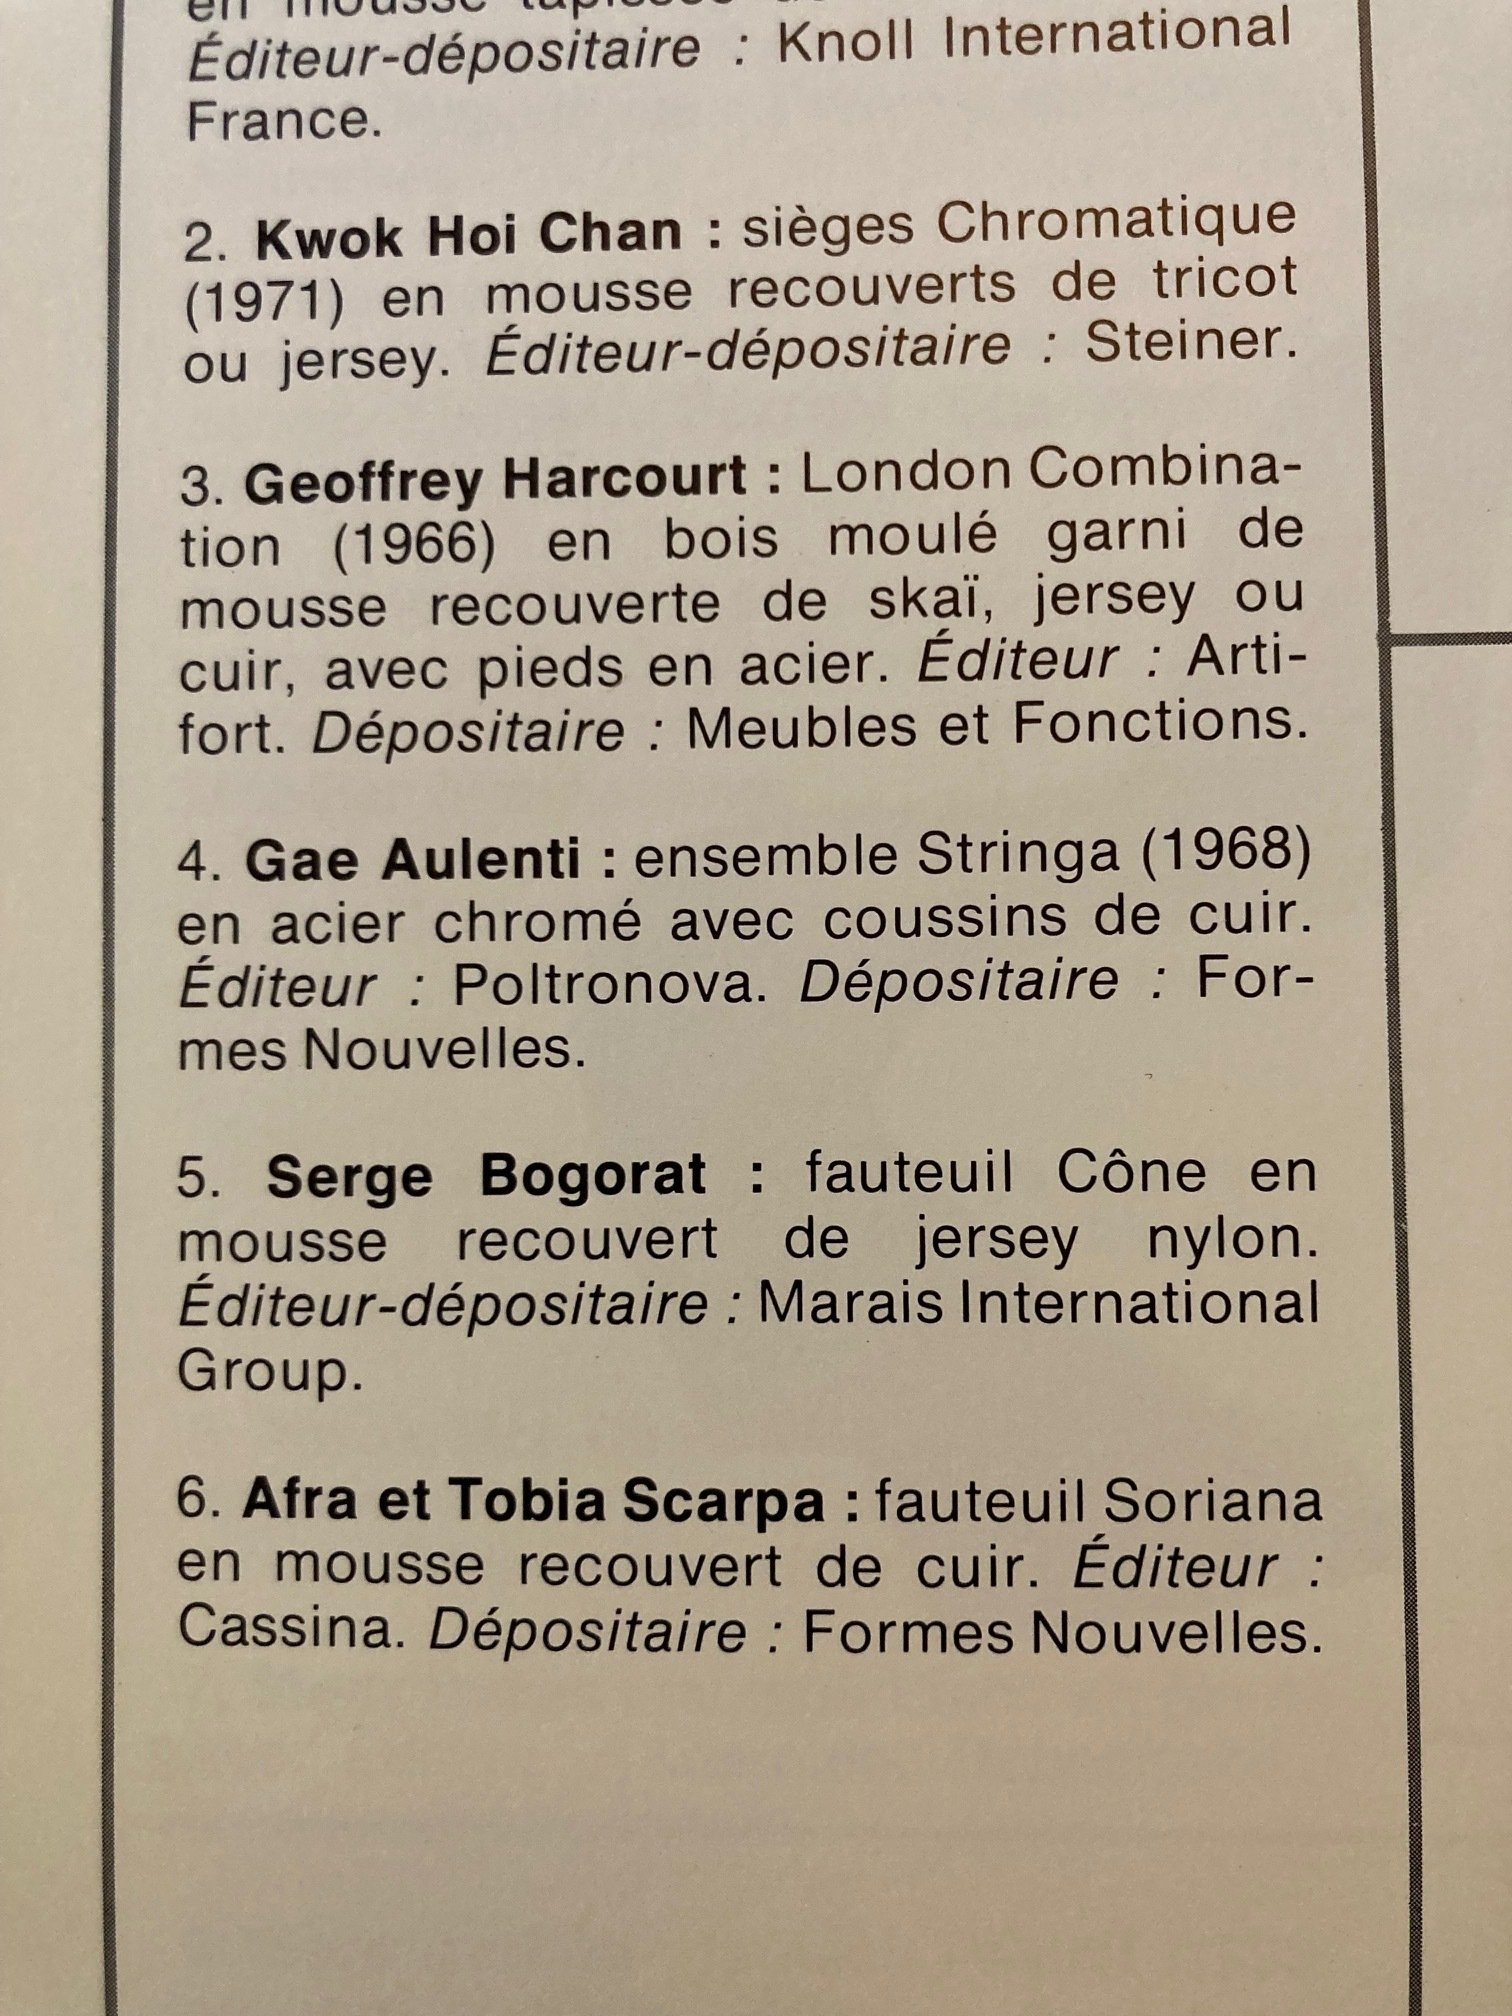 en mousse
Éditeur-dépositaire : Knoll International
France.
2. Kwok Hoi Chan : sièges Chromatique
(1971) en mousse recouverts de tricot
ou jersey. Éditeur-dépositaire : Steiner.
3. Geoffrey Harcourt : London Combina-
tion (1966) en bois moulé garni de
mousse recouverte de skaï, jersey ou
cuir, avec pieds en acier. Éditeur : Arti-
fort. Dépositaire : Meubles et Fonctions.
4. Gae Aulenti : ensemble Stringa (1968)
en acier chromé avec coussins de cuir.
Éditeur : Poltronova. Dépositaire : For-
mes Nouvelles.
5. Serge Bogorat : fauteuil Cône en
mousse recouvert de jersey nylon.
Éditeur-dépositaire : Marais International
Group.
6. Afra et Tobia Scarpa : fauteuil Soriana
en mousse recouvert de cuir. Éditeur :
Cassina. Dépositaire : Formes Nouvelles.